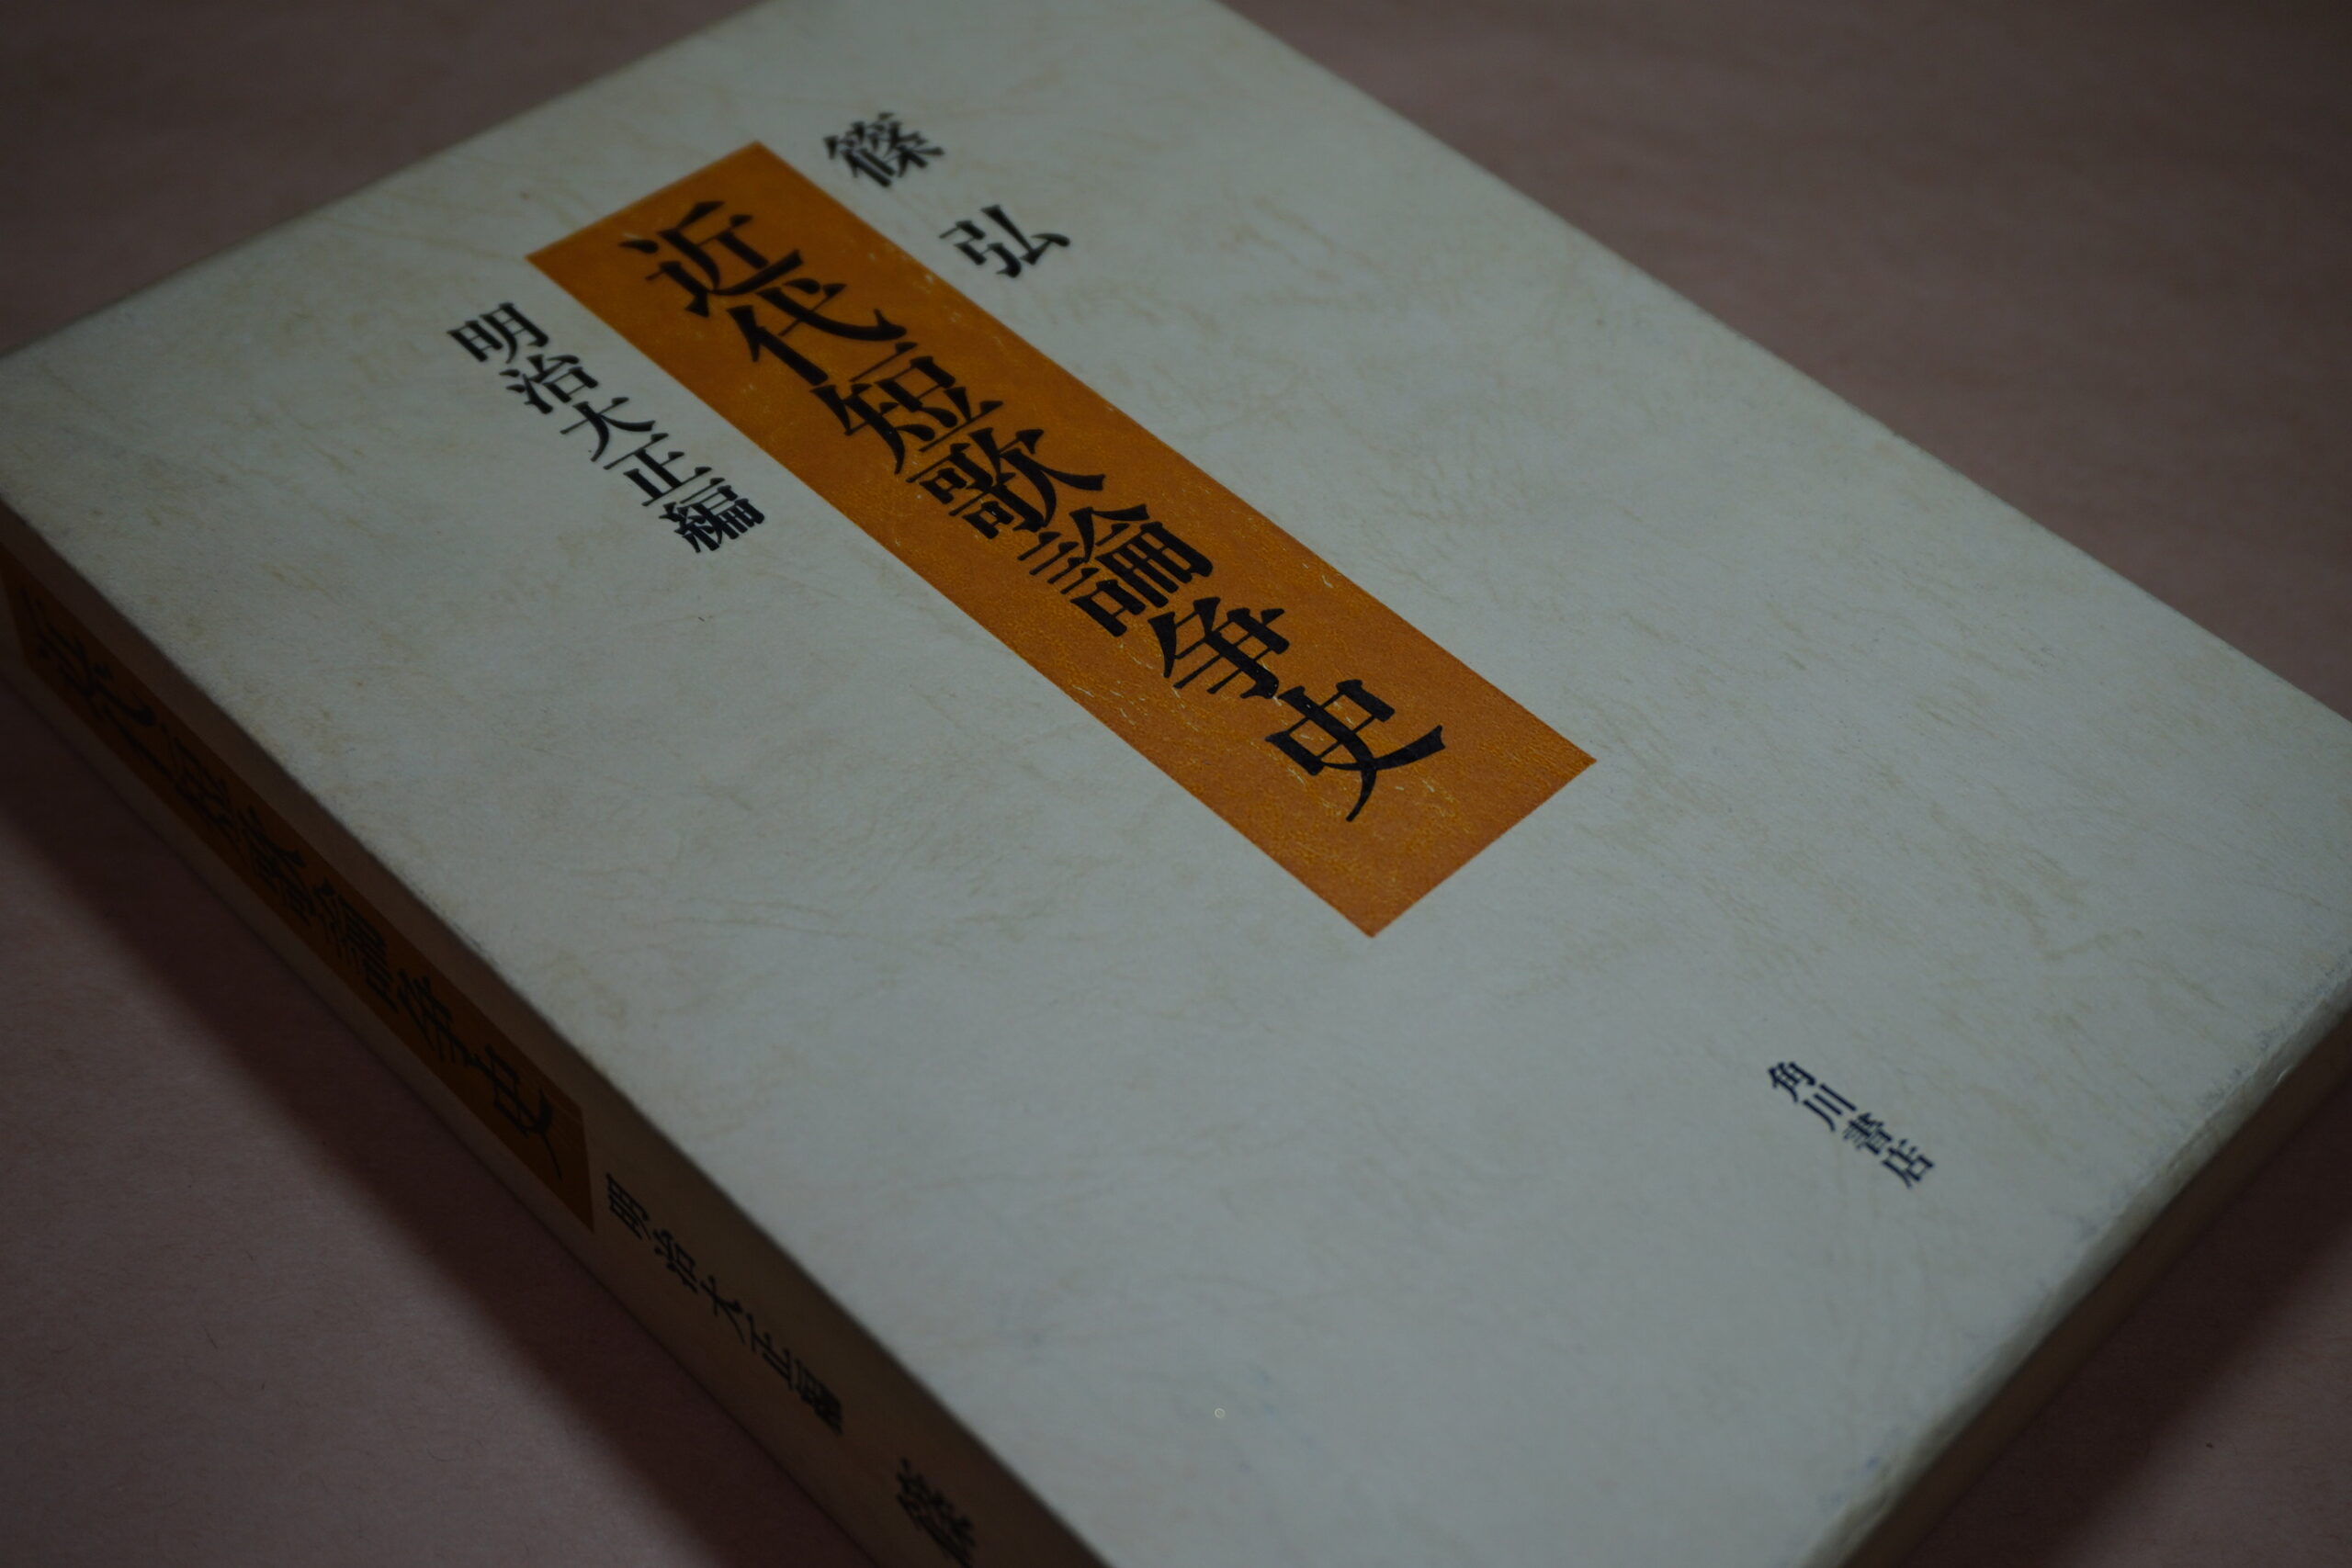 篠弘
近代短歌論争史
明治大正編
角川書店
近代短歌論争史
明治大正編
篠